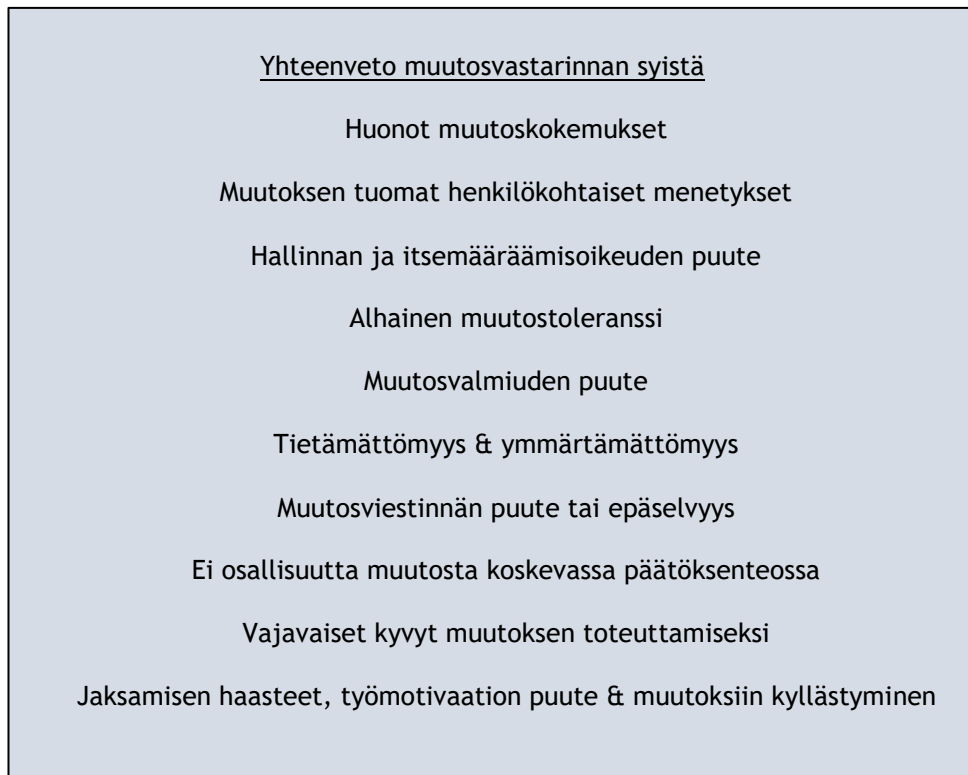 Yhteenveto muutosvastarinnan syistä
Huonot muutoskokemukset
Muutoksen tuomat henkilökohtaiset menetykset
Hallinnan ja itsemääräämisoikeuden puute
Alhainen muutostoleranssi
Muutosvalmiuden puute
Tietämättömyys & ymmärtämättömyys
Muutosviestinnän puute tai epäselvyys
Ei osallisuutta muutosta koskevassa päätöksenteossa
Vajavaiset kyvyt muutoksen toteuttamiseksi
Jaksamisen haasteet, työmotivaation puute & muutoksiin kyllästyminen